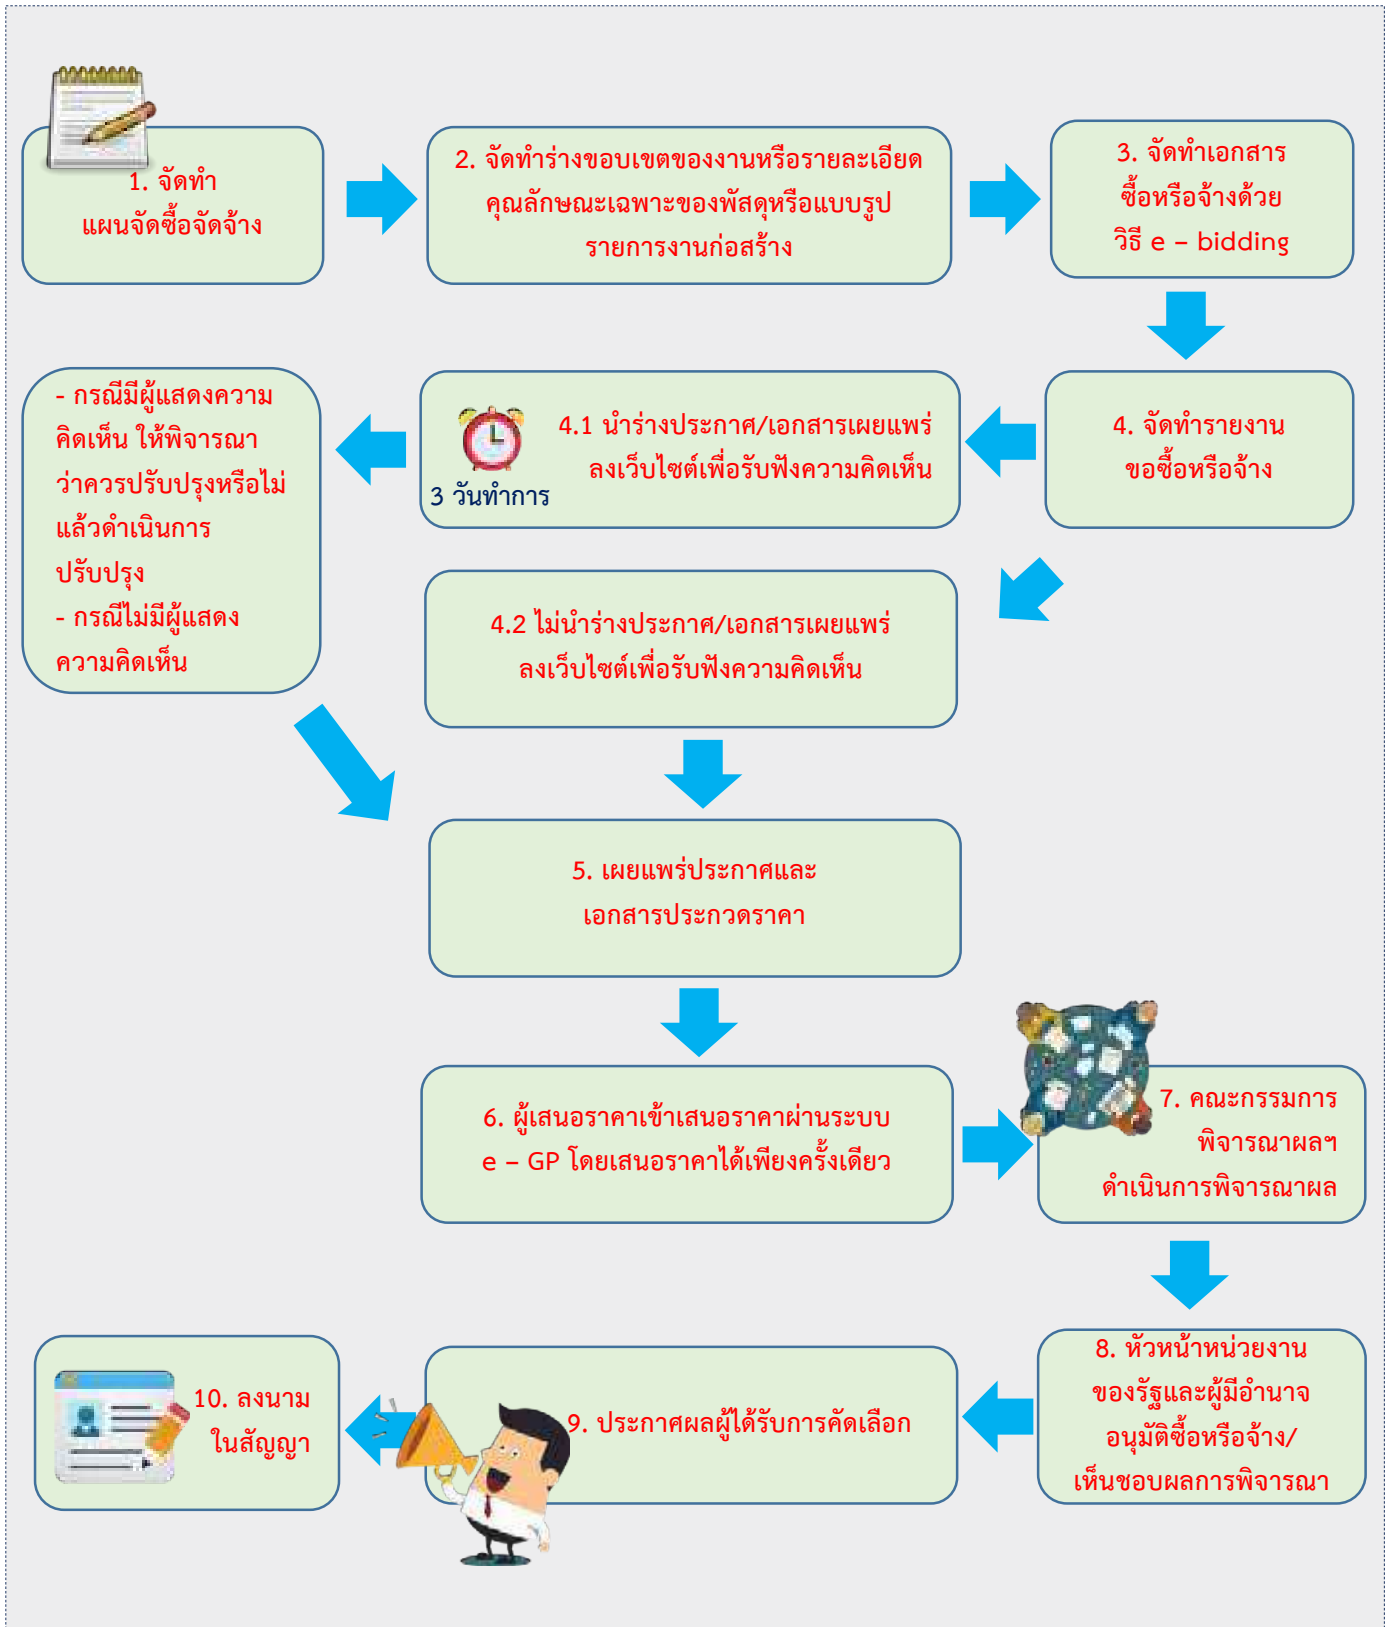 1. จัดทำ
แผนจัดซื้อจัดจ้าง
2. จัดทำร่างขอบเขตของงานหรือรายละเอียด
คุณลักษณะเฉพาะของพัสดุหรือแบบรูป
รายการงานก่อสร้าง
3. จัดทำเอกสาร
ซื้อหรือจ้างด้วย
วิธี e – bidding
4. จัดทำรายงาน
ขอซื้อหรือจ้าง
4.1 นำร่างประกาศ/เอกสารเผยแพร่
ลงเว็บไซต์เพื่อรับฟังความคิดเห็น
3 วันทำการ
- กรณีมีผู้แสดงความ
คิดเห็น ให้พิจารณา
ว่าควรปรับปรุงหรือไม่
แล้วดำเนินการ
ปรับปรุง
- กรณีไม่มีผู้แสดง
ความคิดเห็น
4.2 ไม่นำร่างประกาศ/เอกสารเผยแพร่
ลงเว็บไซต์เพื่อรับฟังความคิดเห็น
5. เผยแพร่ประกาศและ
เอกสารประกวดราคา
6. ผู้เสนอราคาเข้าเสนอราคาผ่านระบบ
e – GP โดยเสนอราคาได้เพียงครั้งเดียว
7. คณะกรรมการ
พิจารณาผลฯ
ดำเนินการพิจารณาผล
8. หัวหน้าหน่วยงาน
ของรัฐและผู้มีอำนาจ
อนุมัติซื้อหรือจ้าง/
เห็นชอบผลการพิจารณา
9. ประกาศผลผู้ได้รับการคัดเลือก
10. ลงนาม
ในสัญญา